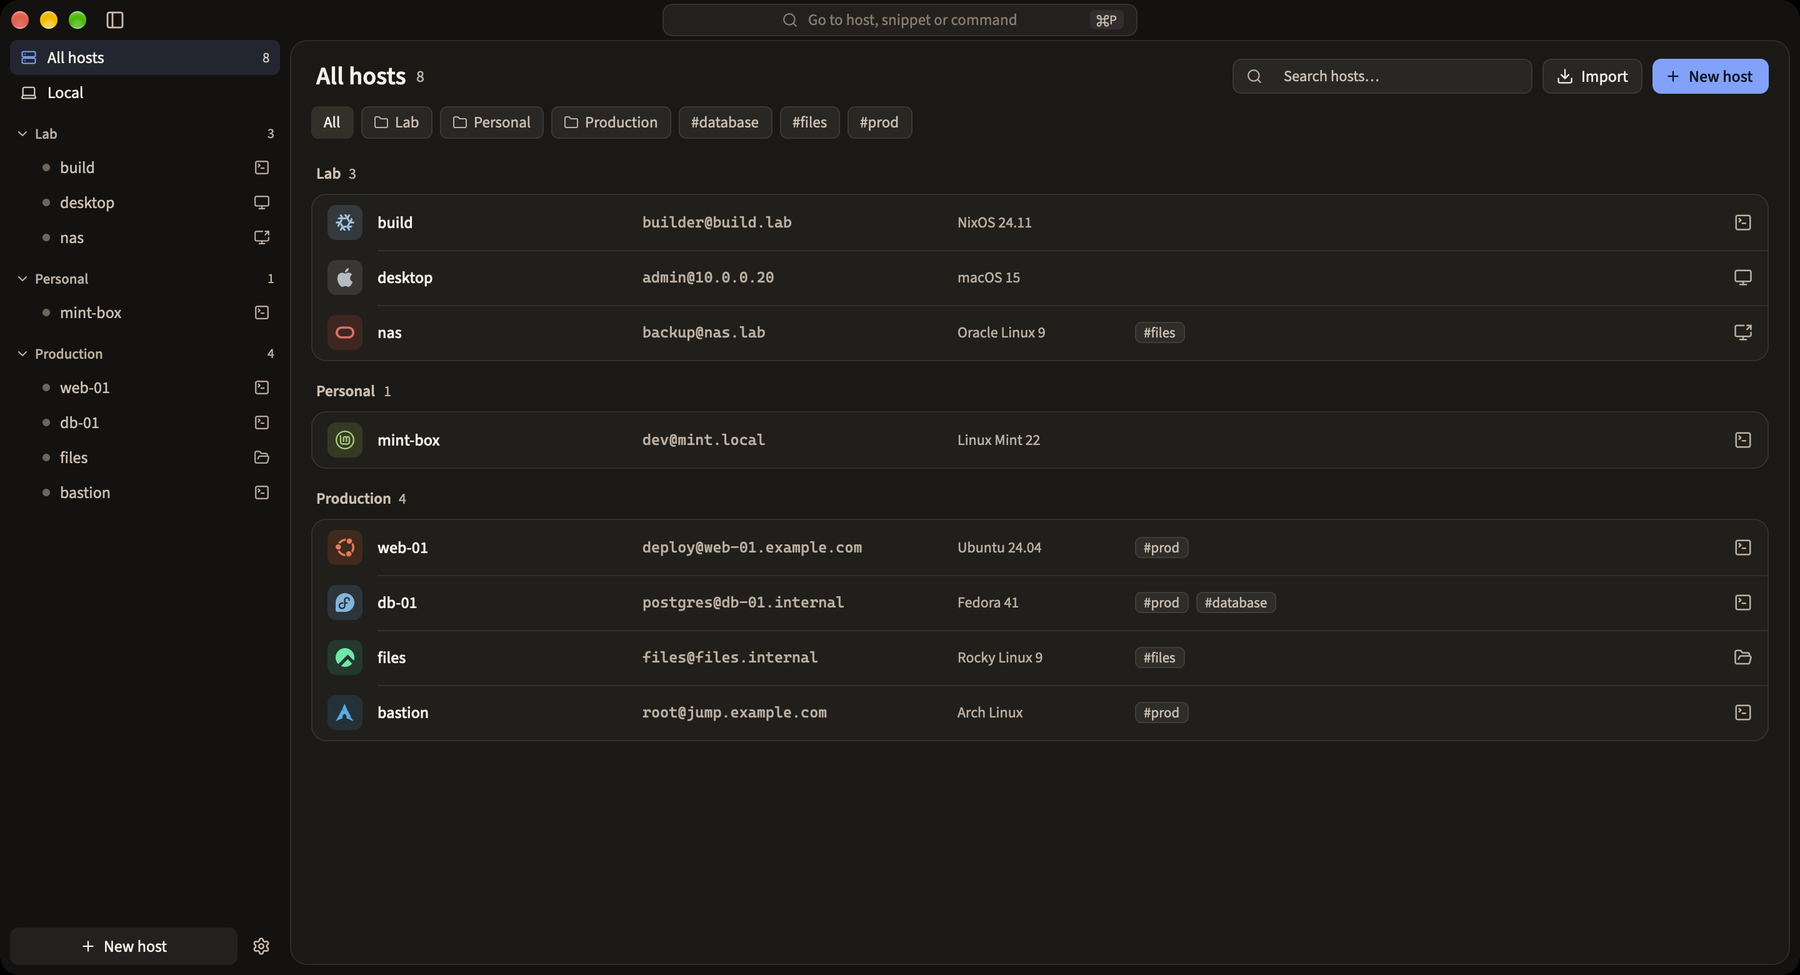 Go to host, snippet or command ⌘P
All hosts 8
Local
Lab 3
build
desktop
nas
Personal 1
mint-box
Production 4
web-01
db-01
files
bastion
New host
All hosts 8
Search hosts...
Import
New host
All Lab Personal Production #database #files #prod
Lab 3
build builder@build.lab NixOS 24.11
desktop admin@10.0.0.20 macOS 15
nas backup@nas.lab Oracle Linux 9 #files
Personal 1
mint-box dev@mint.local Linux Mint 22
Production 4
web-01 deploy@web-01.example.com Ubuntu 24.04 #prod
db-01 postgres@db-01.internal Fedora 41 #prod #database
files files@files.internal Rocky Linux 9 #files
bastion root@jump.example.com Arch Linux #prod